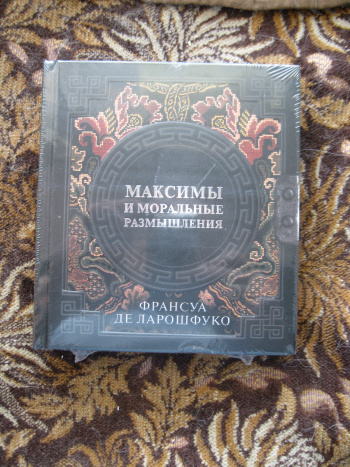 МАКСИМЫ
И МОРАЛЬНЫЕ
РАЗМЫШЛЕНИЯ
ФРАНСУА
ДЕ ЛАРОШФУКО